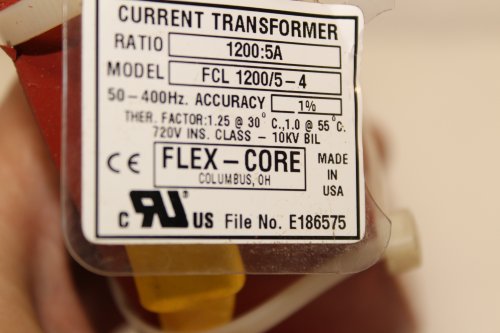 CURRENT TRANSFORMER
RATIO 1200:5A
MODEL FCL 1200/5-4
50-400Hz. ACCURACY 1%
THER. FACTOR:1.25 @ 30°C.,1.0 @ 55°C.
720V INS. CLASS - 10KV BIL
CE FLEX-CORE MADE IN USA
COLUMBUS, OH
C RU US File No. E186575